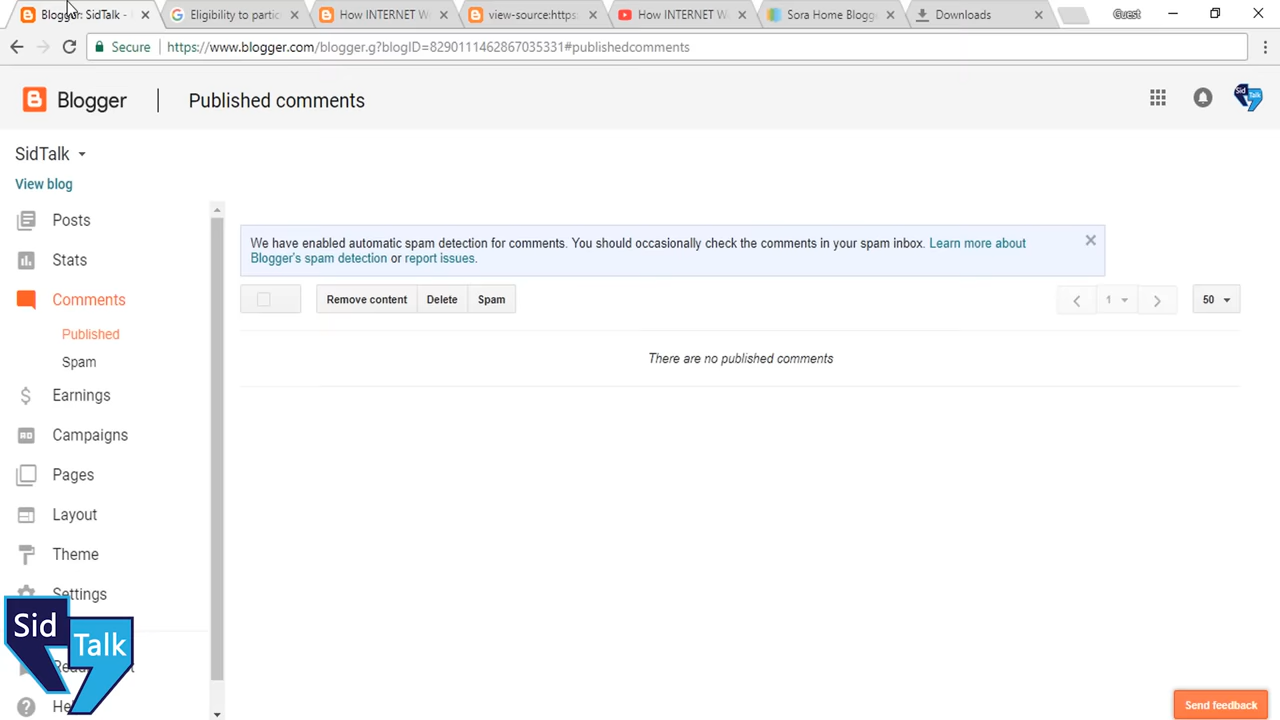 Blogger: SidTalk -
Eligibility to partic
How INTERNET W
view-source:https:
How INTERNET W
Sora Home Blogg
Downloads
Guest
Secure
https://www.blogger.com/blogger.g?blogID=8290111462867035331#publishedcomments
Blogger
Published comments
Sid Talk
SidTalk
View blog
Posts
Stats
Comments
Published
Spam
Earnings
Campaigns
Pages
Layout
Theme
Settings
We have enabled automatic spam detection for comments. You should occasionally check the comments in your spam inbox. Learn more about
Blogger's spam detection or report issues.
Remove content
Delete
Spam
1
50
There are no published comments
Sid
Talk
Send feedback